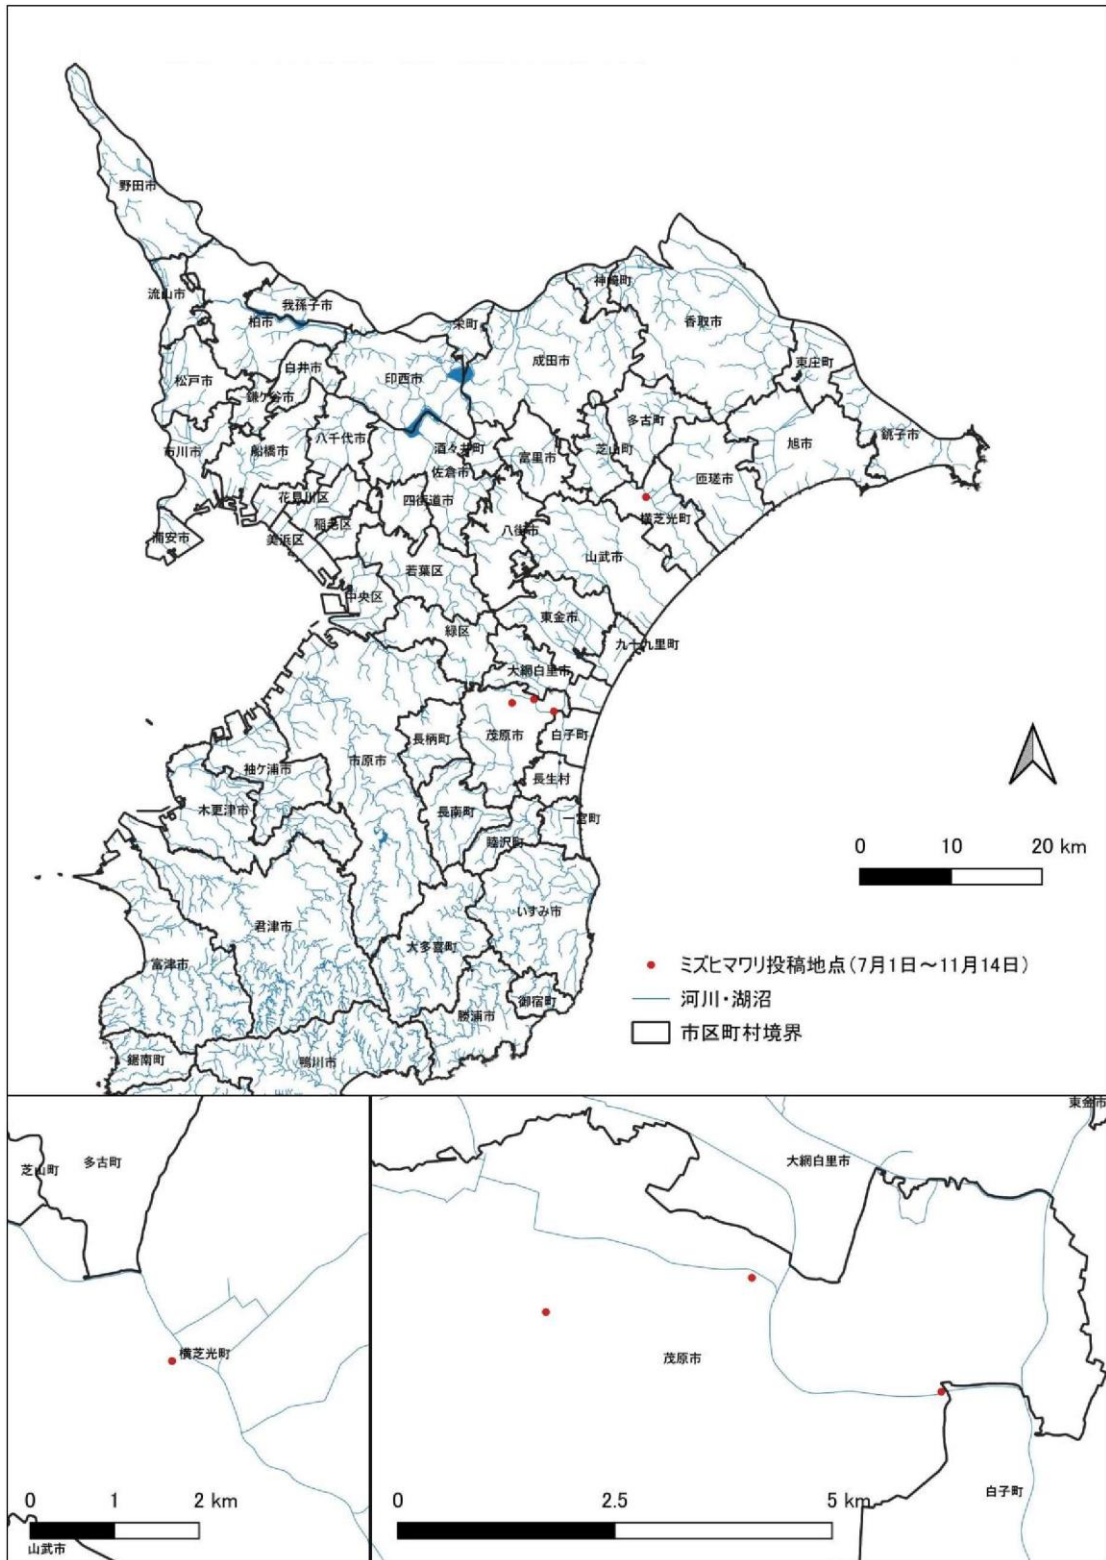 野田市
流山市
我孫子市
柏市
栄町
神崎町
香取市
成田市
東庄町
松戸市
白井市
印西市
鎌ケ谷市
多古町
銚子市
市川市
船橋市
八千代市
酒々井町
富里市
芝山町
旭市
佐倉市
匝瑳市
花見川区
四街道市
横芝光町
浦安市
美浜区
稲毛区
八街市
山武市
若葉区
中央区
東金市
緑区
九十九里町
大網白里市
長柄町
茂原市
白子町
市原市
袖ケ浦市
長生村
木更津市
長南町
一宮町
睦沢町
いすみ市
君津市
大多喜町
富津市
御宿町
勝浦市
鋸南町
鴨川市
0 10 20 km
ミズヒマワリ投稿地点(7月1日～11月14日)
河川・湖沼
市区町村境界
芝山町
多古町
横芝光町
0 1 2 km
山武市
東金市
大網白里市
茂原市
白子町
0 2.5 5 km